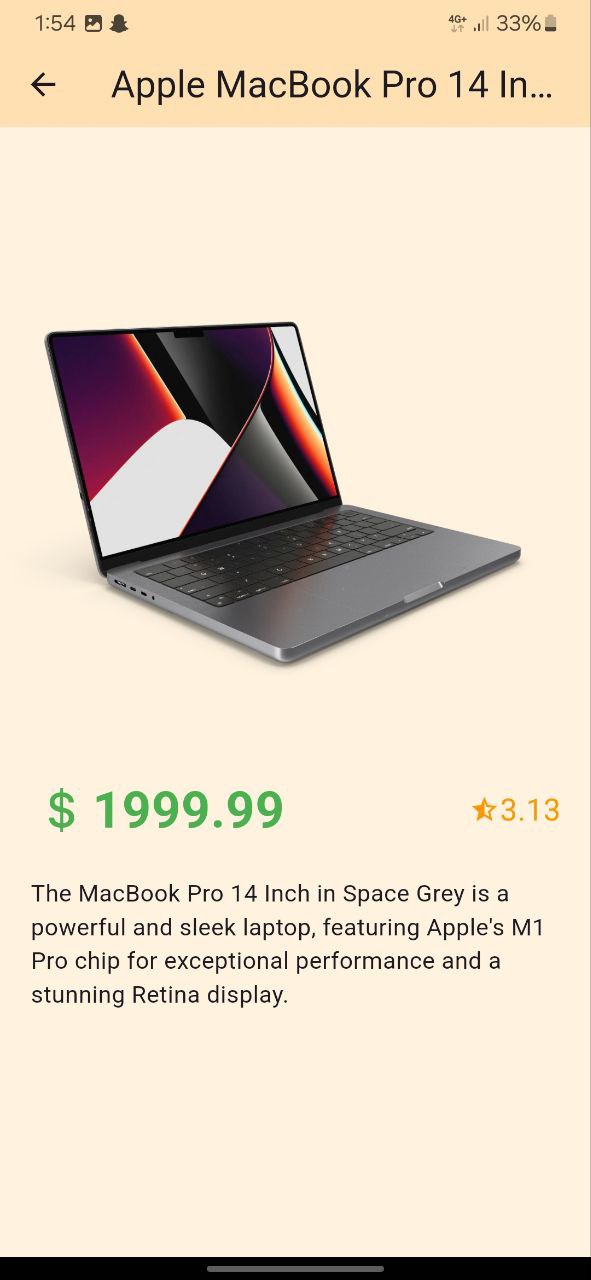 1:54 4G+ 33%
Apple MacBook Pro 14 In...
$ 1999.99 3.13
The MacBook Pro 14 Inch in Space Grey is a
powerful and sleek laptop, featuring Apple's M1
Pro chip for exceptional performance and a
stunning Retina display.